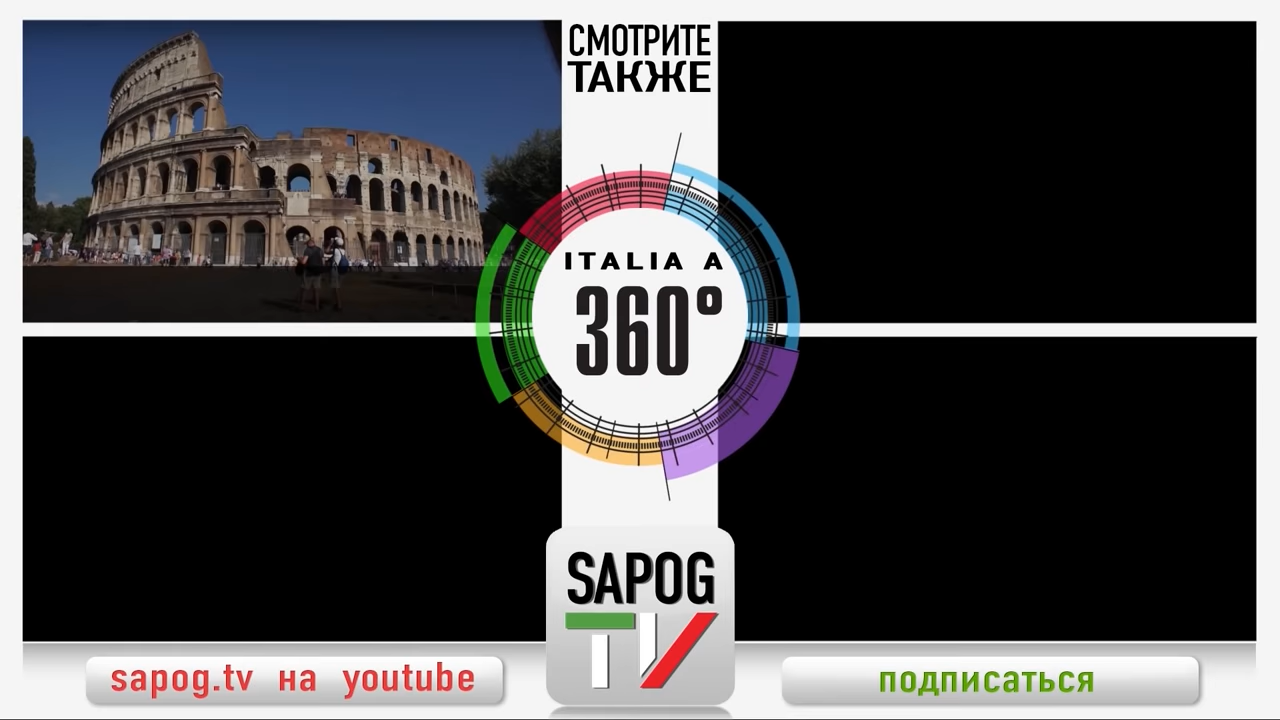 СМОТРИТЕ
ТАКЖЕ
ITALIA A
360°
SAPOG
TV
sapog.tv на youtube
подписаться